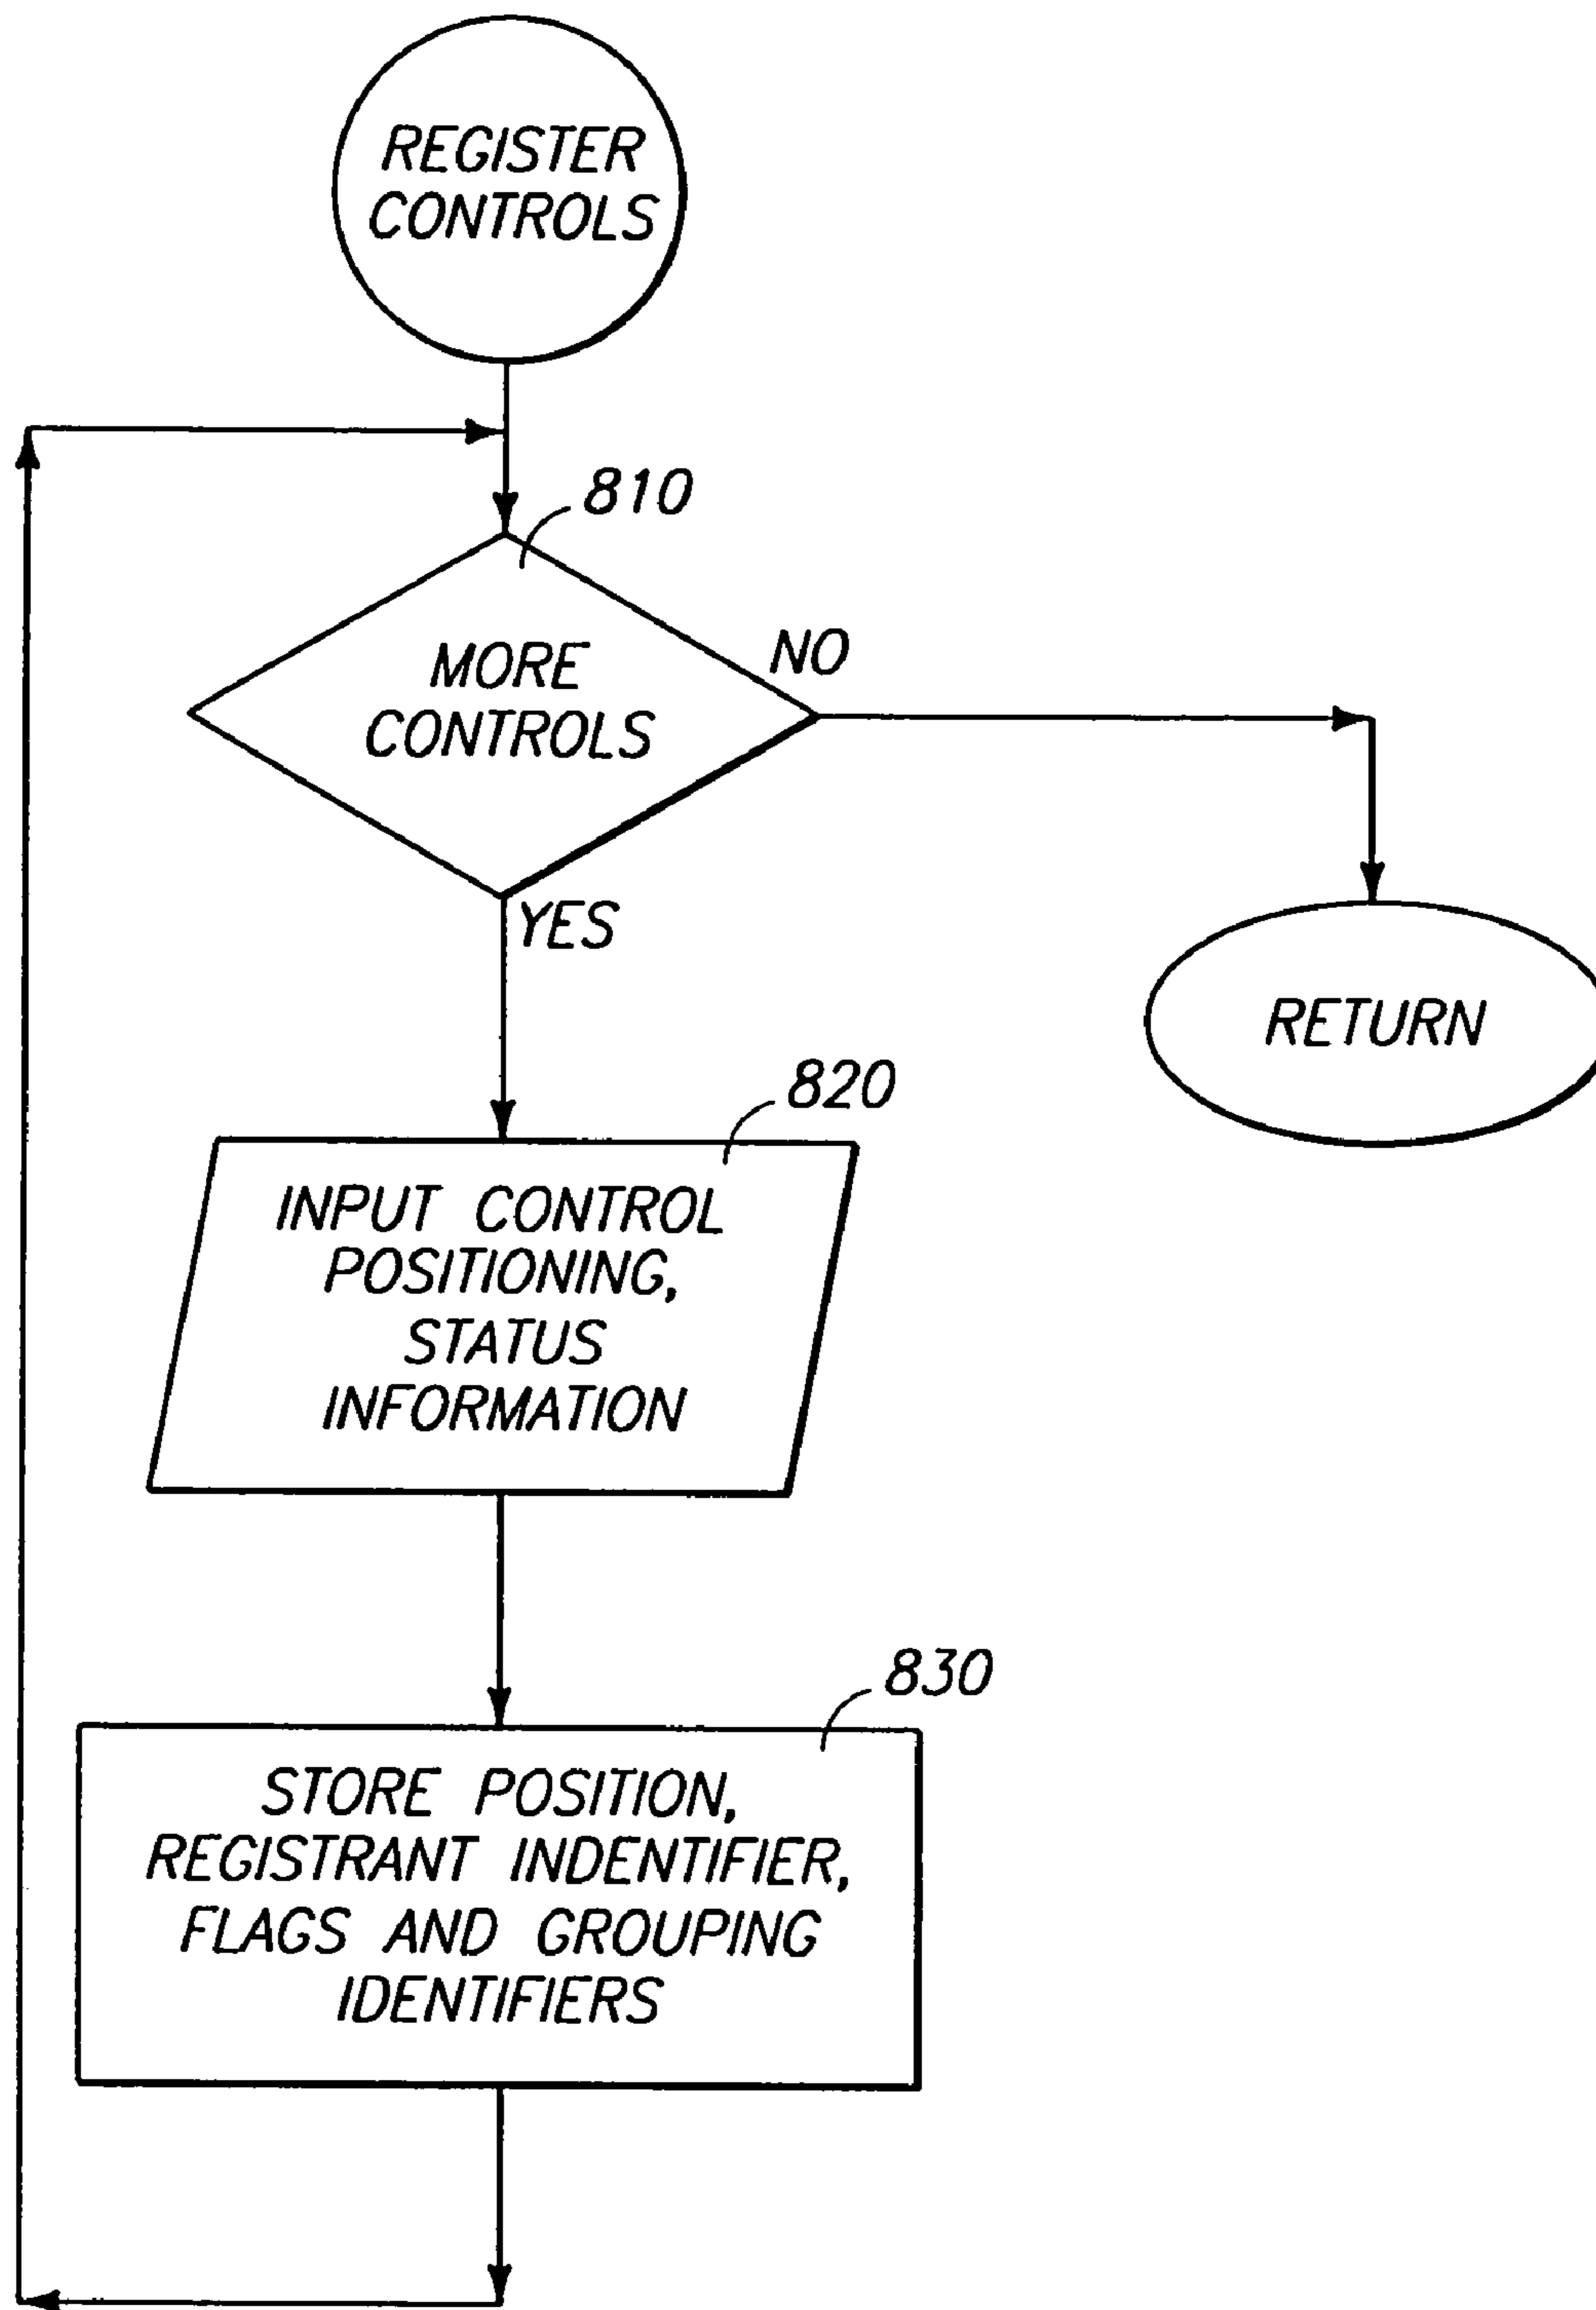 REGISTER
CONTROLS
810
MORE
CONTROLS
NO
YES
RETURN
820
INPUT CONTROL
POSITIONING,
STATUS
INFORMATION
830
STORE POSITION,
REGISTRANT INDENTIFIER,
FLAGS AND GROUPING
IDENTIFIERS